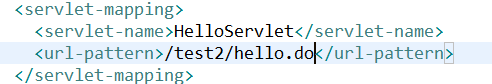 <servlet-mapping>
<servlet-name>HelloServlet</servlet-name>
<url-pattern>/test2/hello.do</url-pattern>
</servlet-mapping>